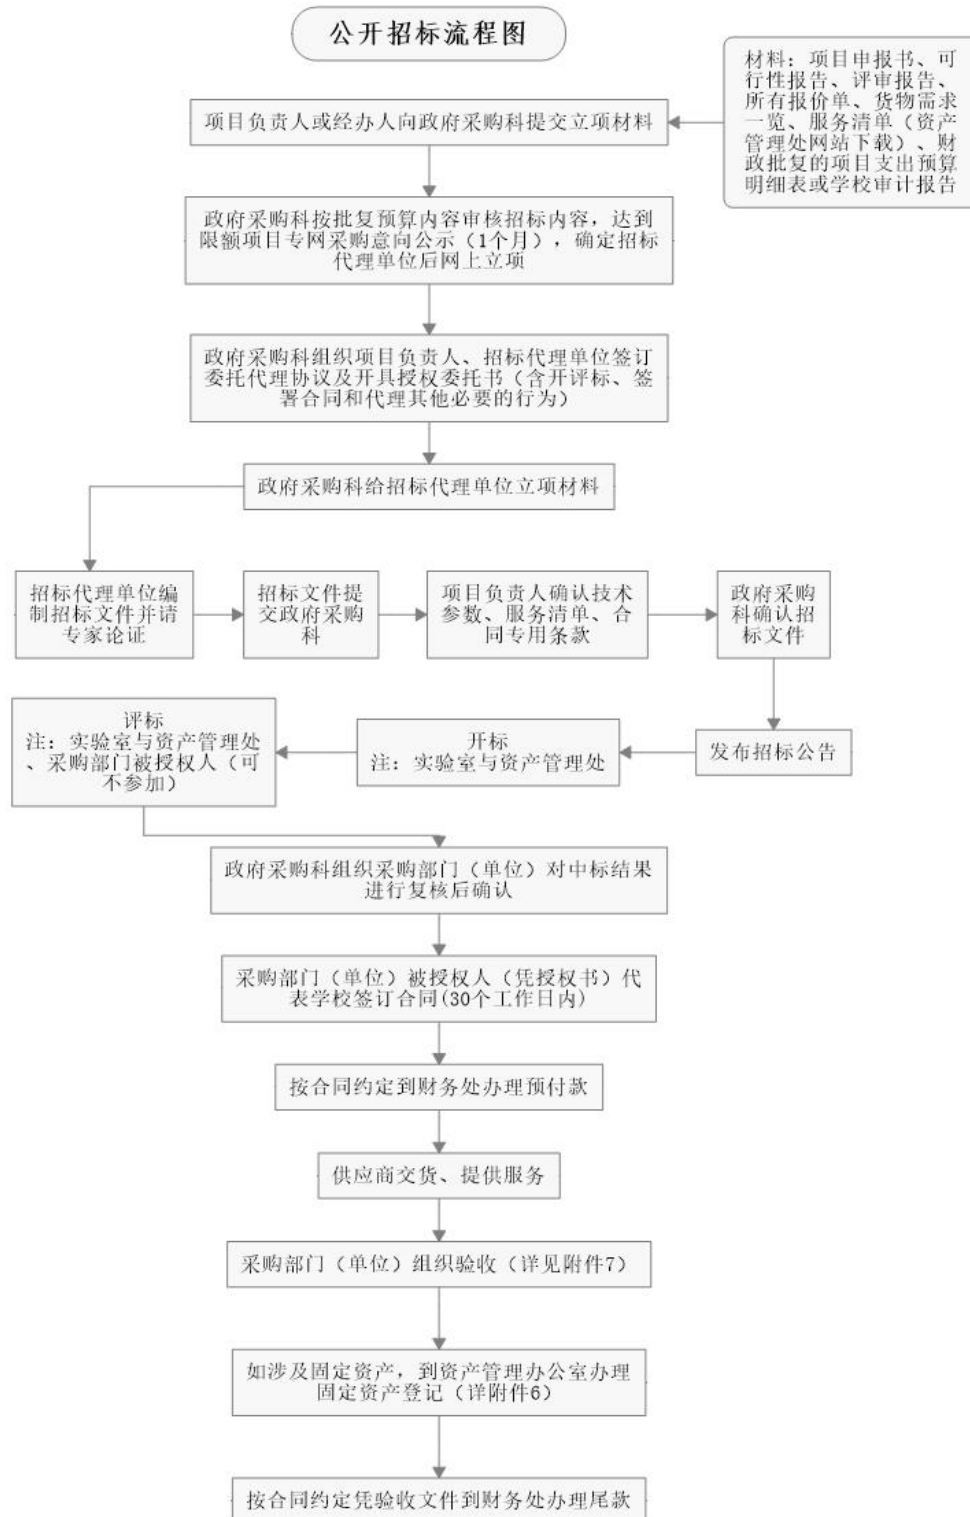 公开招标流程图
材料：项目申报书、可
行性报告、评审报告、
所有报价单、货物需求
一览、服务清单（资产
管理处网站下载）、财
政批复的项目支出预算
明细表或学校审计报告
项目负责人或经办人向政府采购科提交立项材料
政府采购科按批复预算内容审核招标内容，达到
限额项目专网采购意向公示（1个月），确定招标
代理单位后网上立项
政府采购科组织项目负责人、招标代理单位签订
委托代理协议及开具授权委托书（含开评标、签
署合同和代理其他必要的行为）
政府采购科给招标代理单位立项材料
招标代理单位编
制招标文件并请
专家论证
招标文件提
交政府采购
科
项目负责人确认技术
参数、服务清单、合
同专用条款
政府采购
科确认招
标文件
发布招标公告
开标
注：实验室与资产管理处
评标
注：实验室与资产管理处
、采购部门被授权人（可
不参加）
政府采购科组织采购部门（单位）对中标结果
进行复核后确认
采购部门（单位）被授权人（凭授权书）代
表学校签订合同(30个工作日内)
按合同约定到财务处办理预付款
供应商交货、提供服务
采购部门（单位）组织验收（详见附件7）
如涉及固定资产，到资产管理办公室办理
固定资产登记（详附件6）
按合同约定凭验收文件到财务处办理尾款